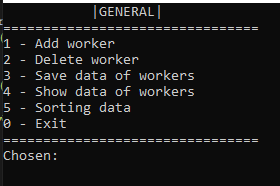 |GENERAL|
==============================
1 - Add worker
2 - Delete worker
3 - Save data of workers
4 - Show data of workers
5 - Sorting data
0 - Exit
==============================
Chosen: